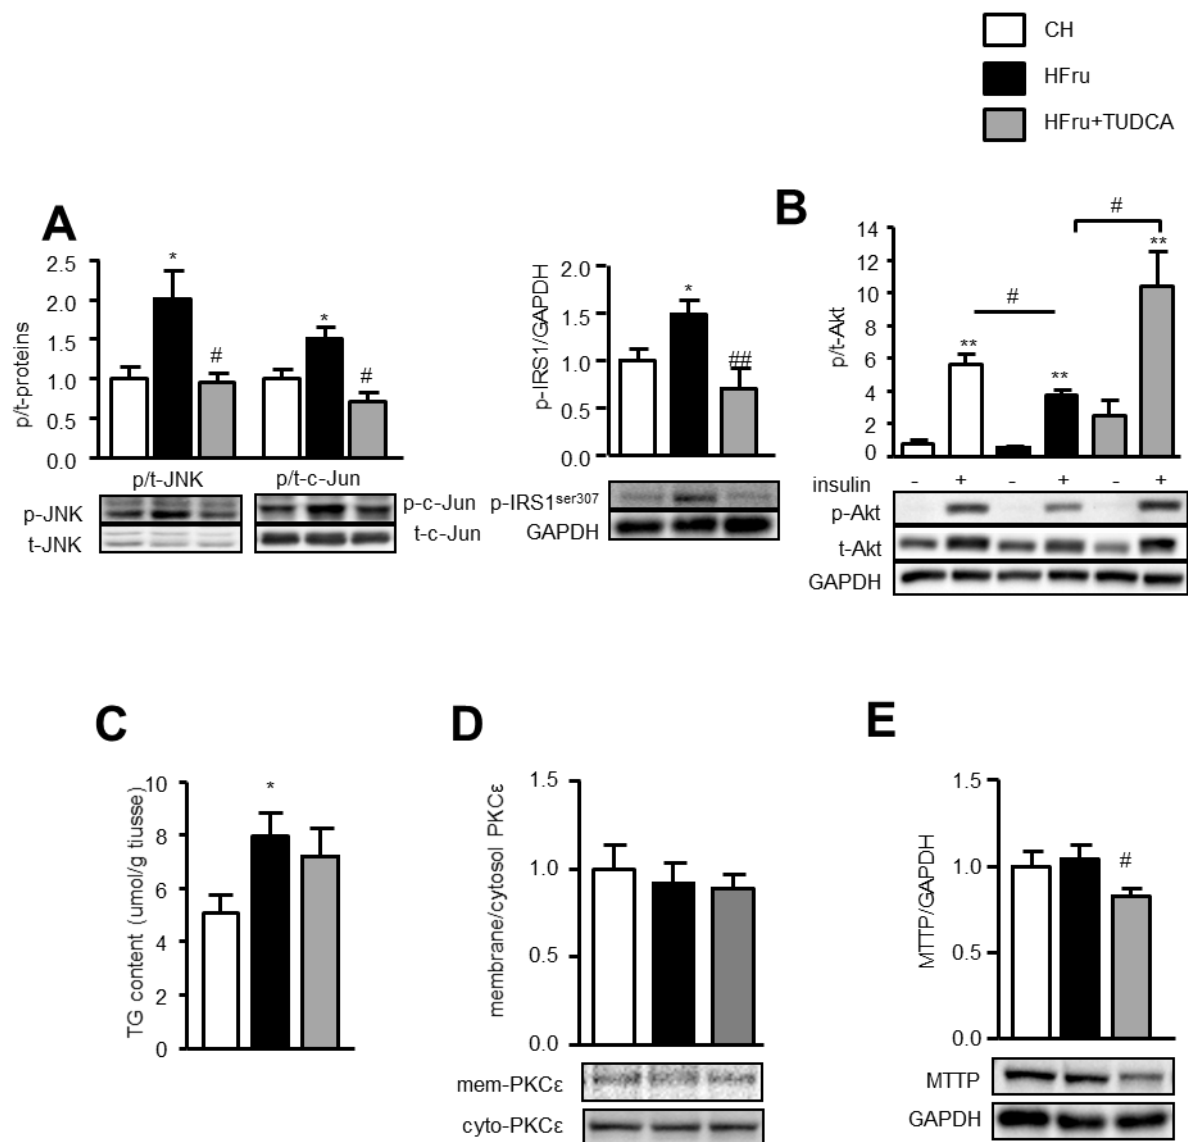 CH
HFru
HFru+TUDCA
A
p/t-proteins
2.5
2.0
1.5
1.0
0.5
0.0
*
#
*
#
p/t-JNK
p/t-c-Jun
p-JNK
t-JNK
p-c-Jun
t-c-Jun
p-IRS1/GAPDH
2.0
1.5
1.0
0.5
0.0
*
##
p-IRS1ser307
GAPDH
B
p/t-Akt
14
12
10
8
6
4
2
0
**
#
**
#
**
insulin - + - + - +
p-Akt
t-Akt
GAPDH
C
TG content (umol/g tiusse)
10
8
6
4
2
0
*
D
membrane/cytosol PKCε
1.5
1.0
0.5
0.0
mem-PKCε
cyto-PKCε
E
MTTP/GAPDH
1.5
1.0
0.5
0.0
#
MTTP
GAPDH